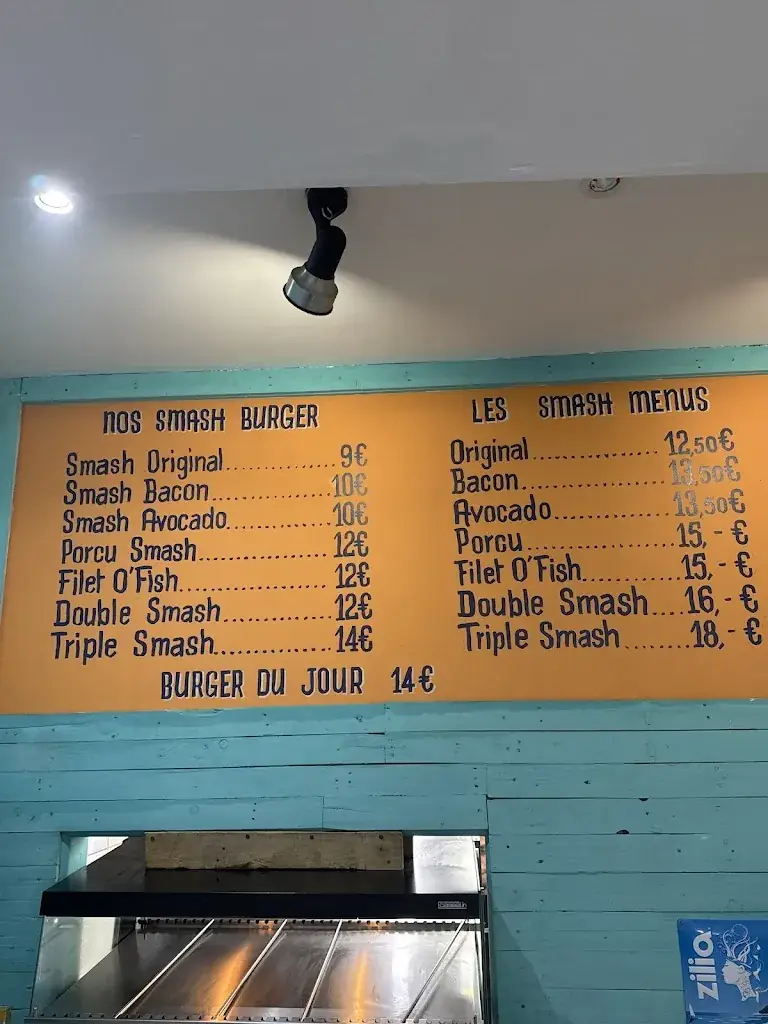 NOS SMASH BURGER
Smash Original.............. 9€
Smash Bacon...............10€
Smash Avocado.............10€
Porcu Smash................12€
Filet O'Fish...................12€
Double Smash..............12€
Triple Smash...............14€
BURGER DU JOUR 14€
LES SMASH MENUS
Original................ 12,50€
Bacon...................13,50€
Avocado...............13,50€
Porcu...................15,-€
Filet O'Fish............15,-€
Double Smash....16,-€
Triple Smash........18,-€
zilia